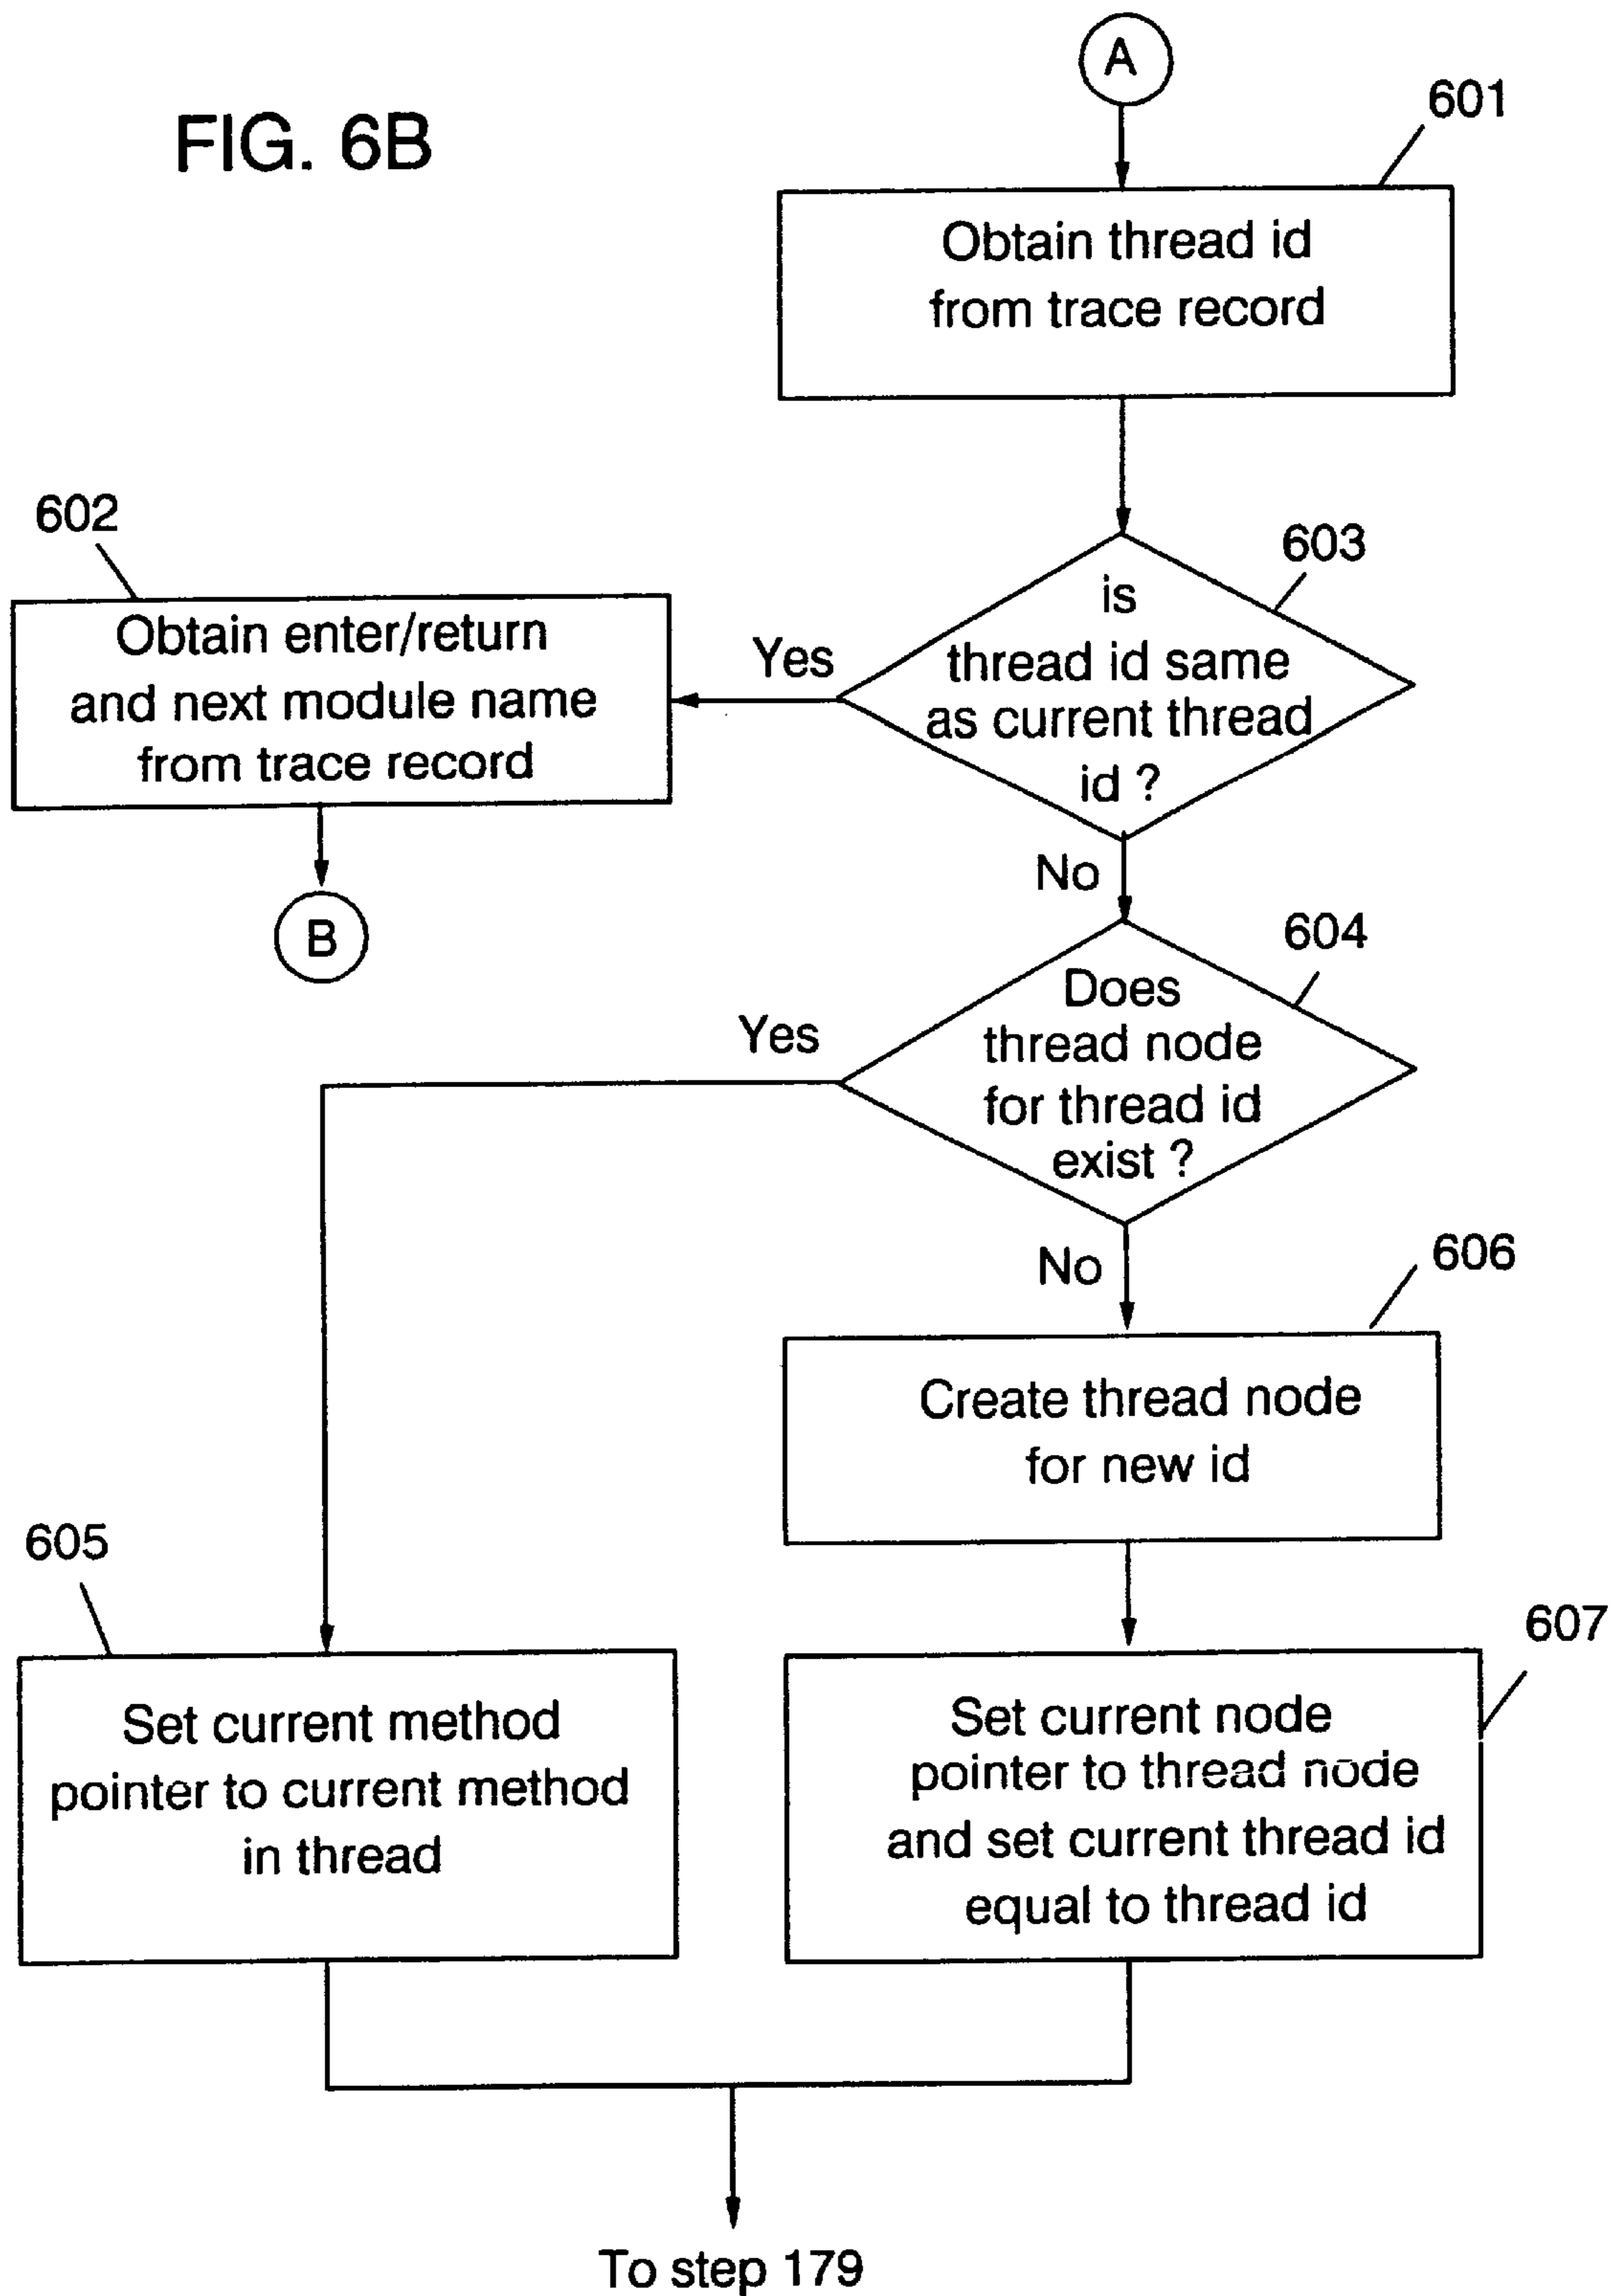 FIG. 6B
A
601
Obtain thread id
from trace record
602
603
Obtain enter/return
and next module name
from trace record
Yes
is
thread id same
as current thread
id ?
No
B
604
Yes
Does
thread node
for thread id
exist ?
No
606
Create thread node
for new id
605
607
Set current method
pointer to current method
in thread
Set current node
pointer to thread node
and set current thread id
equal to thread id
To step 179